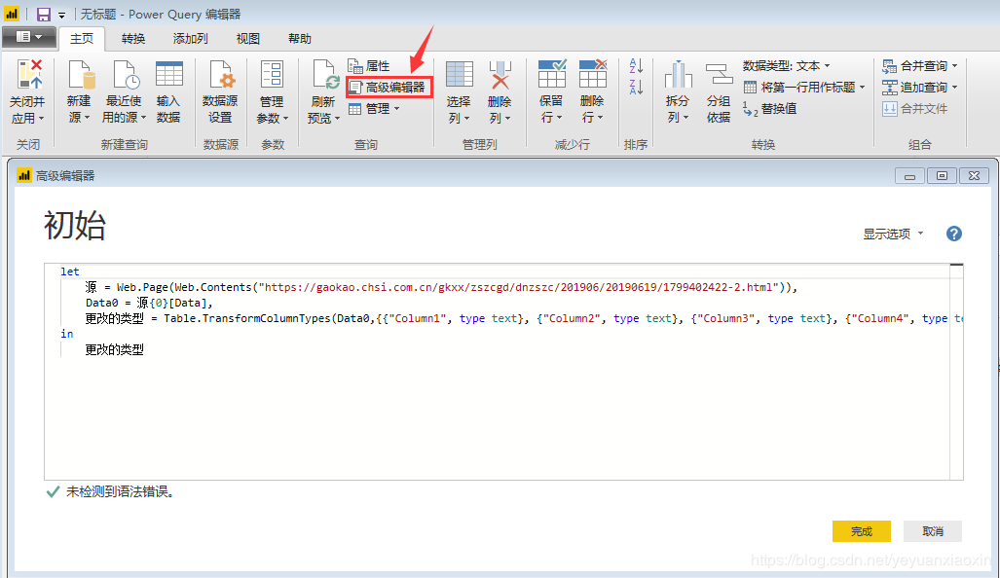 无标题 - Power Query 编辑器
主页 转换 添加列 视图 帮助
关闭并应用 新建源 最近使用的源 输入数据 数据源设置 管理参数 刷新预览 属性 高级编辑器 管理 选择列 删除列 保留行 删除行 拆分列 分组依据 数据类型: 文本 将第一行用作标题 替换值 合并查询 追加查询 合并文件
关闭 新建查询 数据源 参数 查询 管理列 减少行 排序 转换 组合
高级编辑器
初始
显示选项
let
源 = Web.Page(Web.Contents("https://gaokao.chsi.com.cn/gkxx/zszcgd/dnzszc/201906/20190619/1799402422-2.html")),
Data0 = 源{0}[Data],
更改的类型 = Table.TransformColumnTypes(Data0,{{"Column1", type text}, {"Column2", type text}, {"Column3", type text}, {"Column4", type te
in
更改的类型
未检测到语法错误。
完成 取消
https://blog.csdn.net/yeyuanxiaoxin